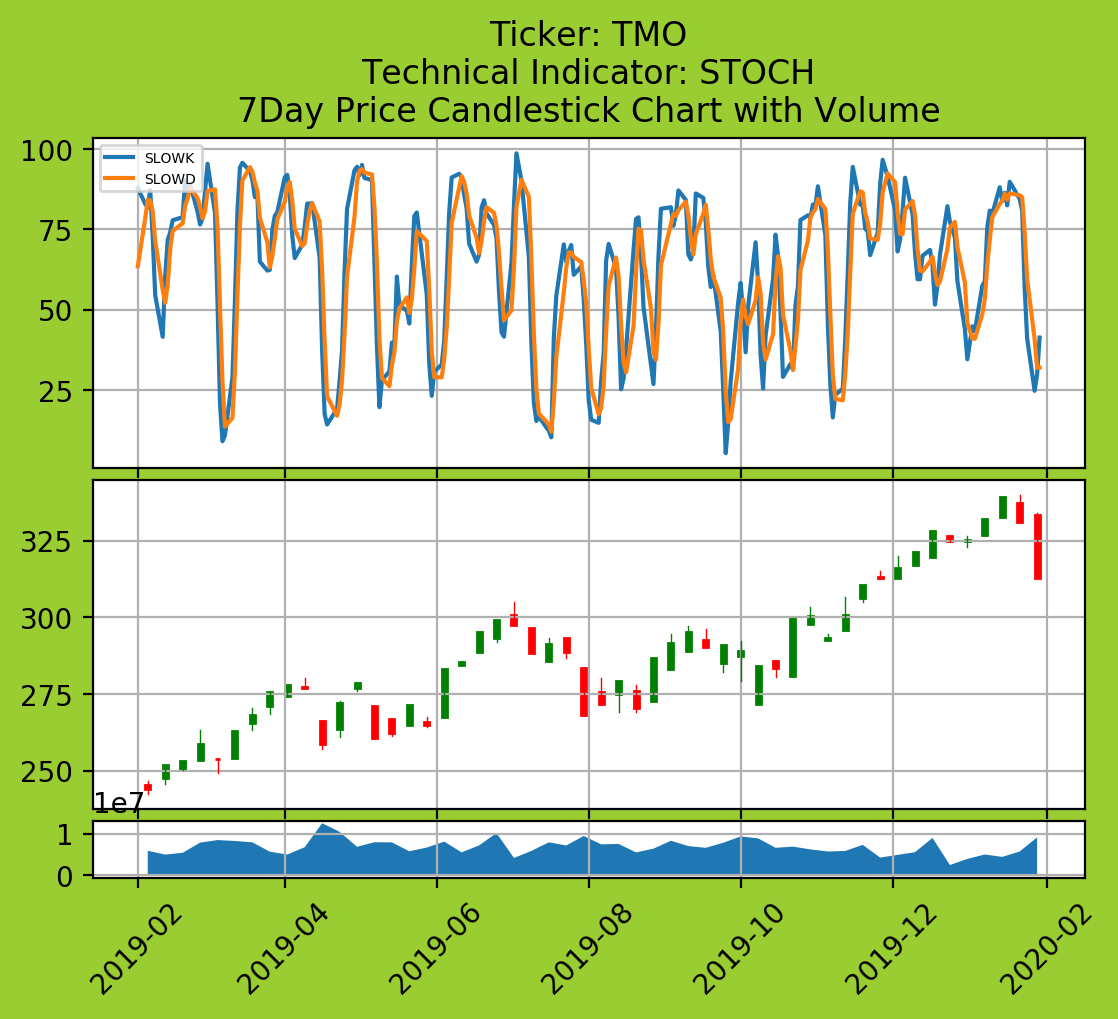 Ticker: TMO
Technical Indicator: STOCH
7Day Price Candlestick Chart with Volume
SLOWK
SLOWD
100
75
50
25
325
300
275
250
1e7
1
0
2019-02
2019-04
2019-06
2019-08
2019-10
2019-12
2020-02